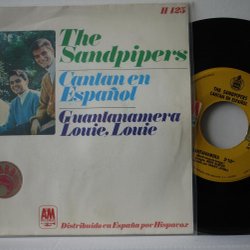 H 125
The
Sandpipers
Cantan en
Español
Guantanamera
Louie, Louie
AM
Distribuido en España por Hispavox
THE SANDPIPERS
CANTAN EN ESPAÑOL